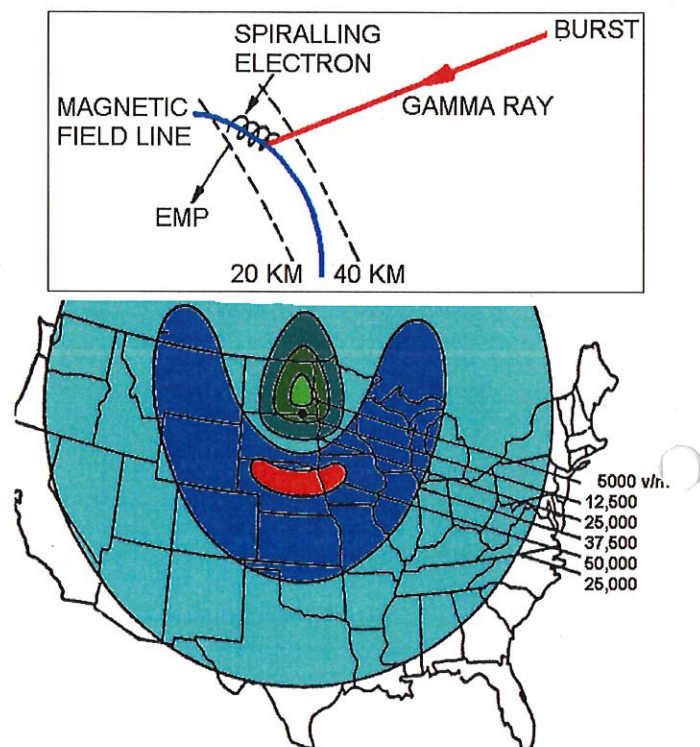 SPIRALLING
ELECTRON
BURST
GAMMA RAY
MAGNETIC
FIELD LINE
EMP
20 KM
40 KM
5000
12,500
25,000
37,500
50,000
25,000